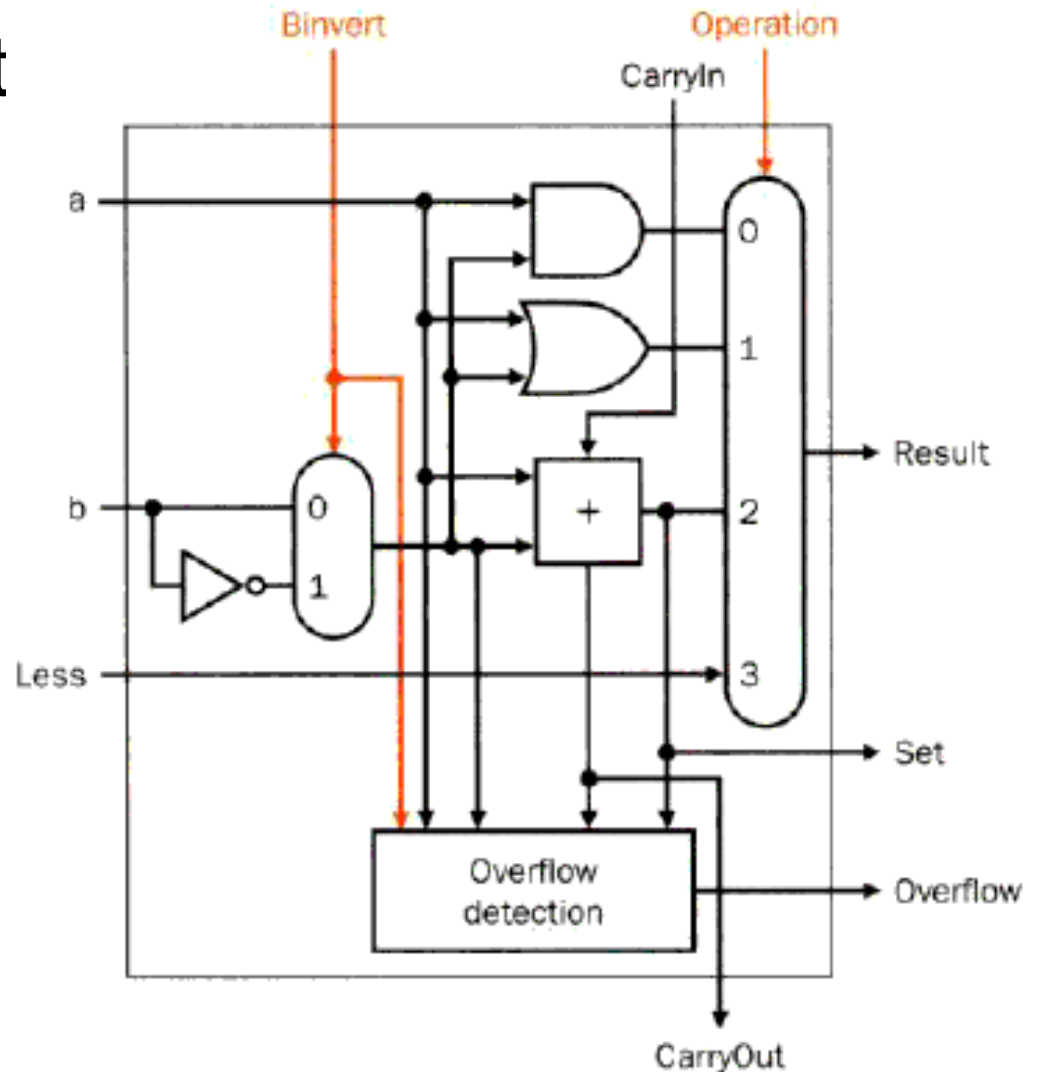 t
Binvert
Operation
CarryIn
a
0
1
b
0
1
+
2
Result
Less
3
Set
Overflow
detection
Overflow
CarryOut